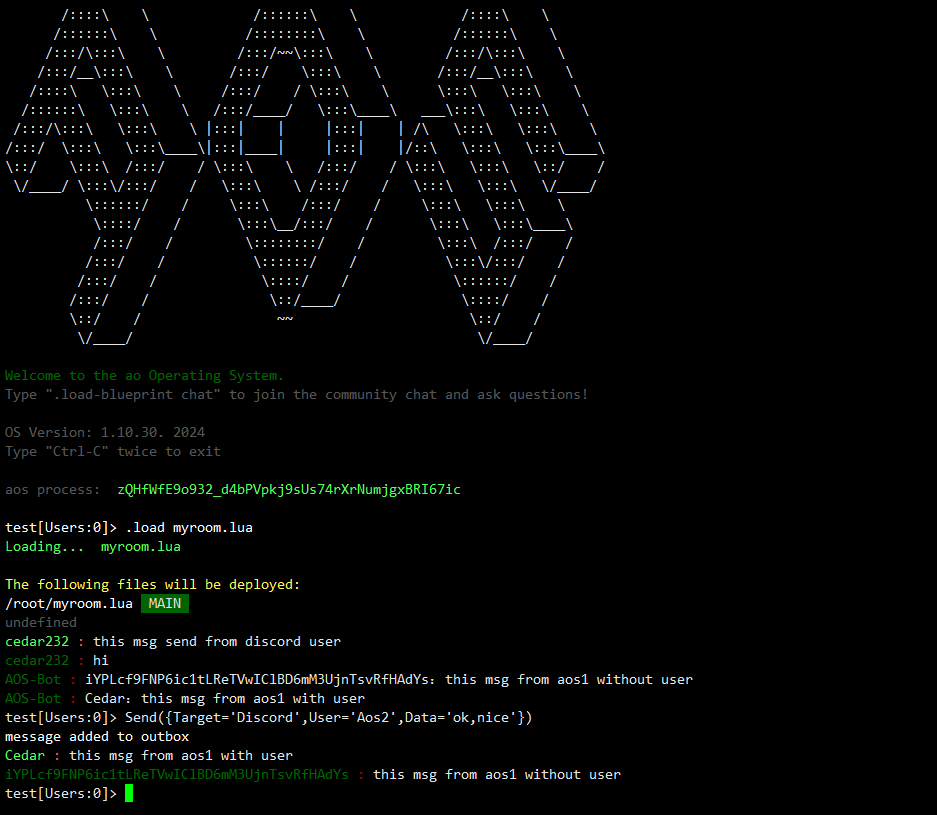 Welcome to the ao Operating System.
Type ".load-blueprint chat" to join the community chat and ask questions!
OS Version: 1.10.30. 2024
Type "Ctrl-C" twice to exit
aos process:  zQHfWfE9o932_d4bPVpkj9sUs74rXrNumjgxBRI67ic
test[Users:0]> .load myroom.lua
Loading...  myroom.lua
The following files will be deployed:
/root/myroom.lua  MAIN
undefined
cedar232 : this msg send from discord user
cedar232 : hi
AOS-Bot : iYPLcf9FNP6ic1tLReTVwIClBD6mM3UjnTsvRfHAdYs：this msg from aos1 without user
AOS-Bot : Cedar：this msg from aos1 with user
test[Users:0]> Send({Target='Discord',User='Aos2',Data='ok,nice'})
message added to outbox
Cedar : this msg from aos1 with user
iYPLcf9FNP6ic1tLReTVwIClBD6mM3UjnTsvRfHAdYs : this msg from aos1 without user
test[Users:0]>